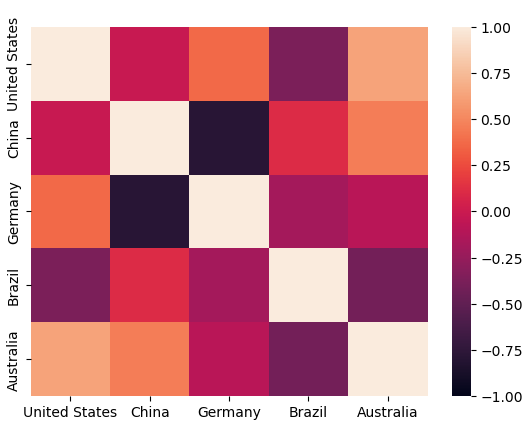 United States
China
Germany
Brazil
Australia
United States China Germany Brazil Australia
1.00
0.75
0.50
0.25
0.00
−0.25
−0.50
−0.75
−1.00